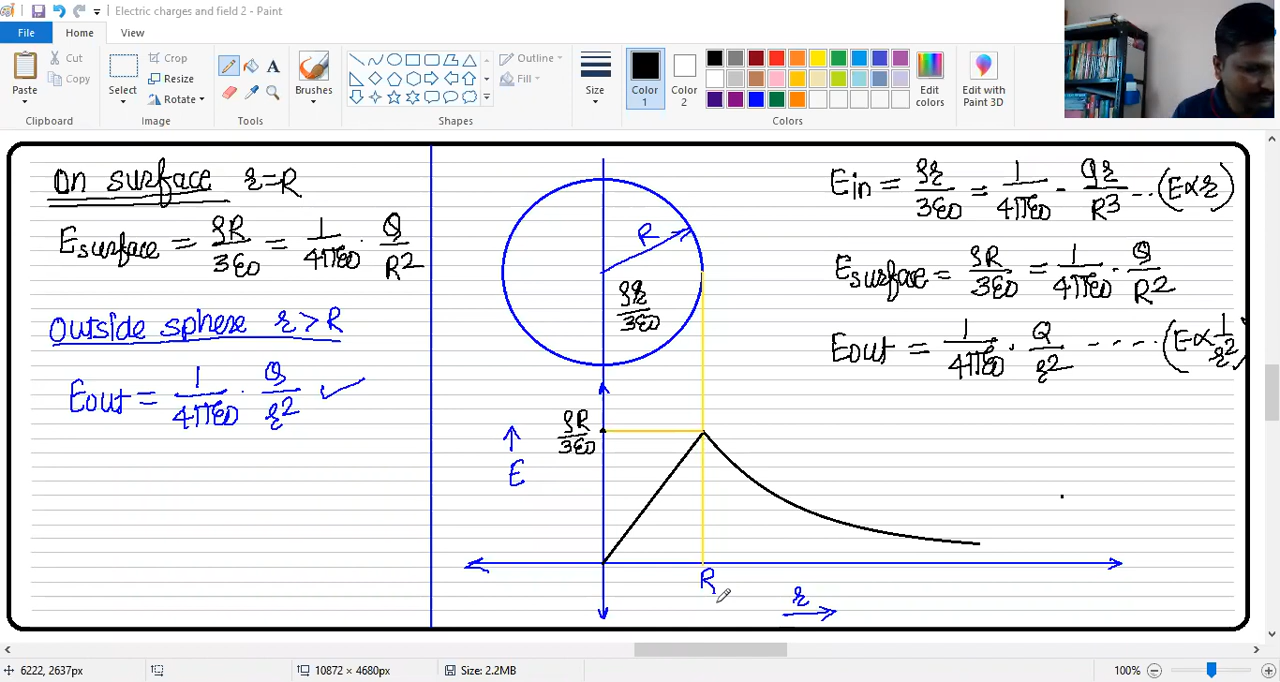 Electric charges and field 2 - Paint
File Home View
Paste
Cut
Copy
Clipboard
Select
Crop
Resize
Rotate
Image
Tools
Brushes
Shapes
Outline
Fill
Size
Color 1
Color 2
Colors
Edit colors
Edit with Paint 3D
On surface r=R
Esurface = ρR/3ε0 = 1/4πε0 · Q/R²
Outside sphere r > R
Eout = 1/4πε0 · Q/r² ✓
R
ρr/3ε0
ρR/3ε0
↑
E
R
r
Ein = ρr/3ε0 = 1/4πε0 · Qr/R³ ... (E∝r)
Esurface = ρR/3ε0 = 1/4πε0 · Q/R²
Eout = 1/4πε0 · Q/r² ---- (E∝1/r²)
6222, 2637px
10872 × 4680px
Size: 2.2MB
100%